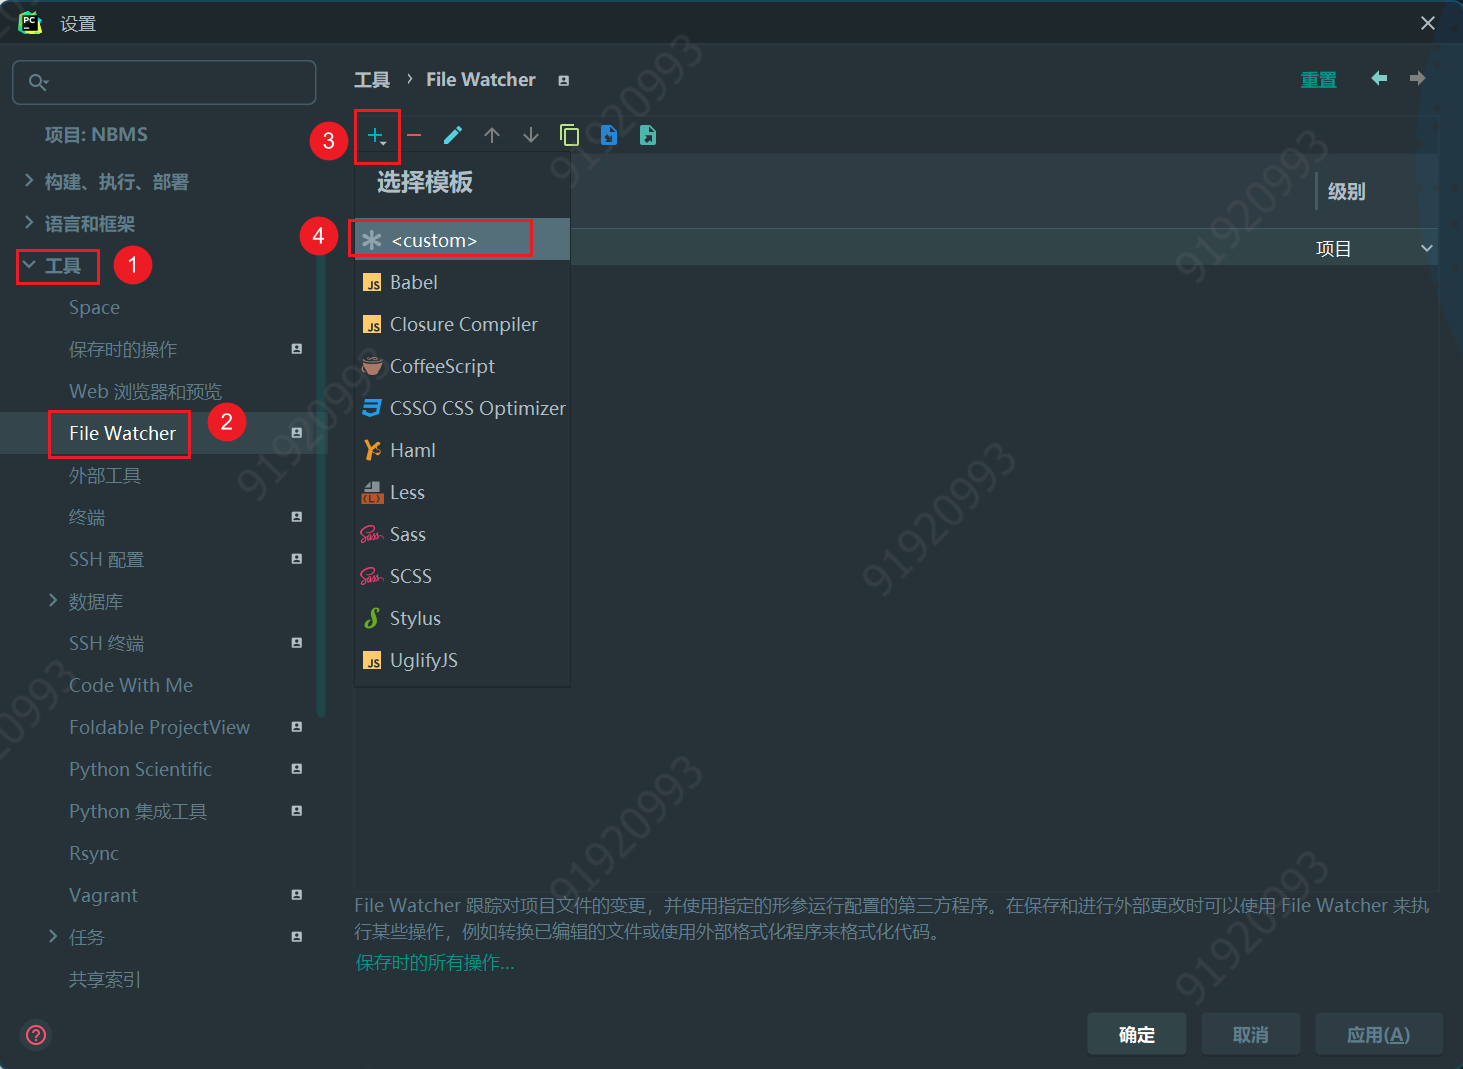 PC
设置
项目: NBMS
构建、执行、部署
语言和框架
工具
1
Space
保存时的操作
Web 浏览器和预览
File Watcher
2
外部工具
终端
SSH 配置
数据库
SSH 终端
Code With Me
Foldable ProjectView
Python Scientific
Python 集成工具
Rsync
Vagrant
任务
共享索引
工具 › File Watcher
重置
3
选择模板
4
<custom>
Babel
Closure Compiler
CoffeeScript
CSSO CSS Optimizer
Haml
Less
Sass
SCSS
Stylus
UglifyJS
级别
项目
File Watcher 跟踪对项目文件的变更，并使用指定的形参运行配置的第三方程序。在保存和进行外部更改时可以使用 File Watcher 来执
行某些操作，例如转换已编辑的文件或使用外部格式化程序来格式化代码。
保存时的所有操作...
确定
取消
应用(A)
91920993
91920993
91920993
91920993
91920993
91920993